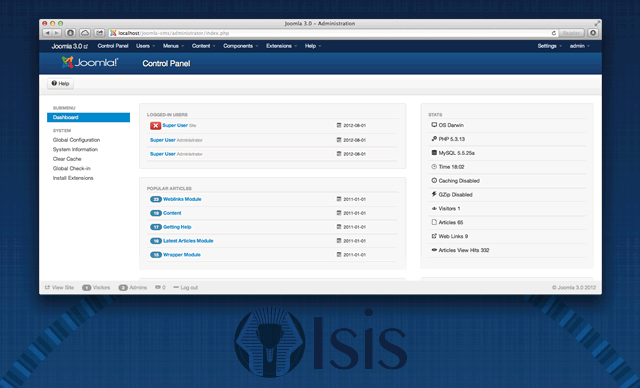 Joomla 3.0 – Administration
localhost/joomla-cms/administrator/index.php
Reader
Joomla 3.0 Control Panel Users Menus Content Components Extensions Help Settings admin
Joomla! Control Panel
Help
SUBMENU
Dashboard
SYSTEM
Global Configuration
System Information
Clear Cache
Global Check-in
Install Extensions
LOGGED-IN USERS
Super User Site 2012-08-01
Super User Administrator 2012-08-01
Super User Administrator 2012-08-01
POPULAR ARTICLES
22 Weblinks Module 2011-01-01
19 Content 2011-01-01
17 Getting Help 2011-01-01
16 Latest Articles Module 2011-01-01
15 Wrapper Module 2011-01-01
STATS
OS Darwin
PHP 5.3.13
MySQL 5.5.25a
Time 18:02
Caching Disabled
GZip Disabled
Visitors 1
Articles 65
Web Links 9
Articles View Hits 332
View Site 1 Visitors 2 Admins 0 Log out © Joomla 3.0 2012
Isis